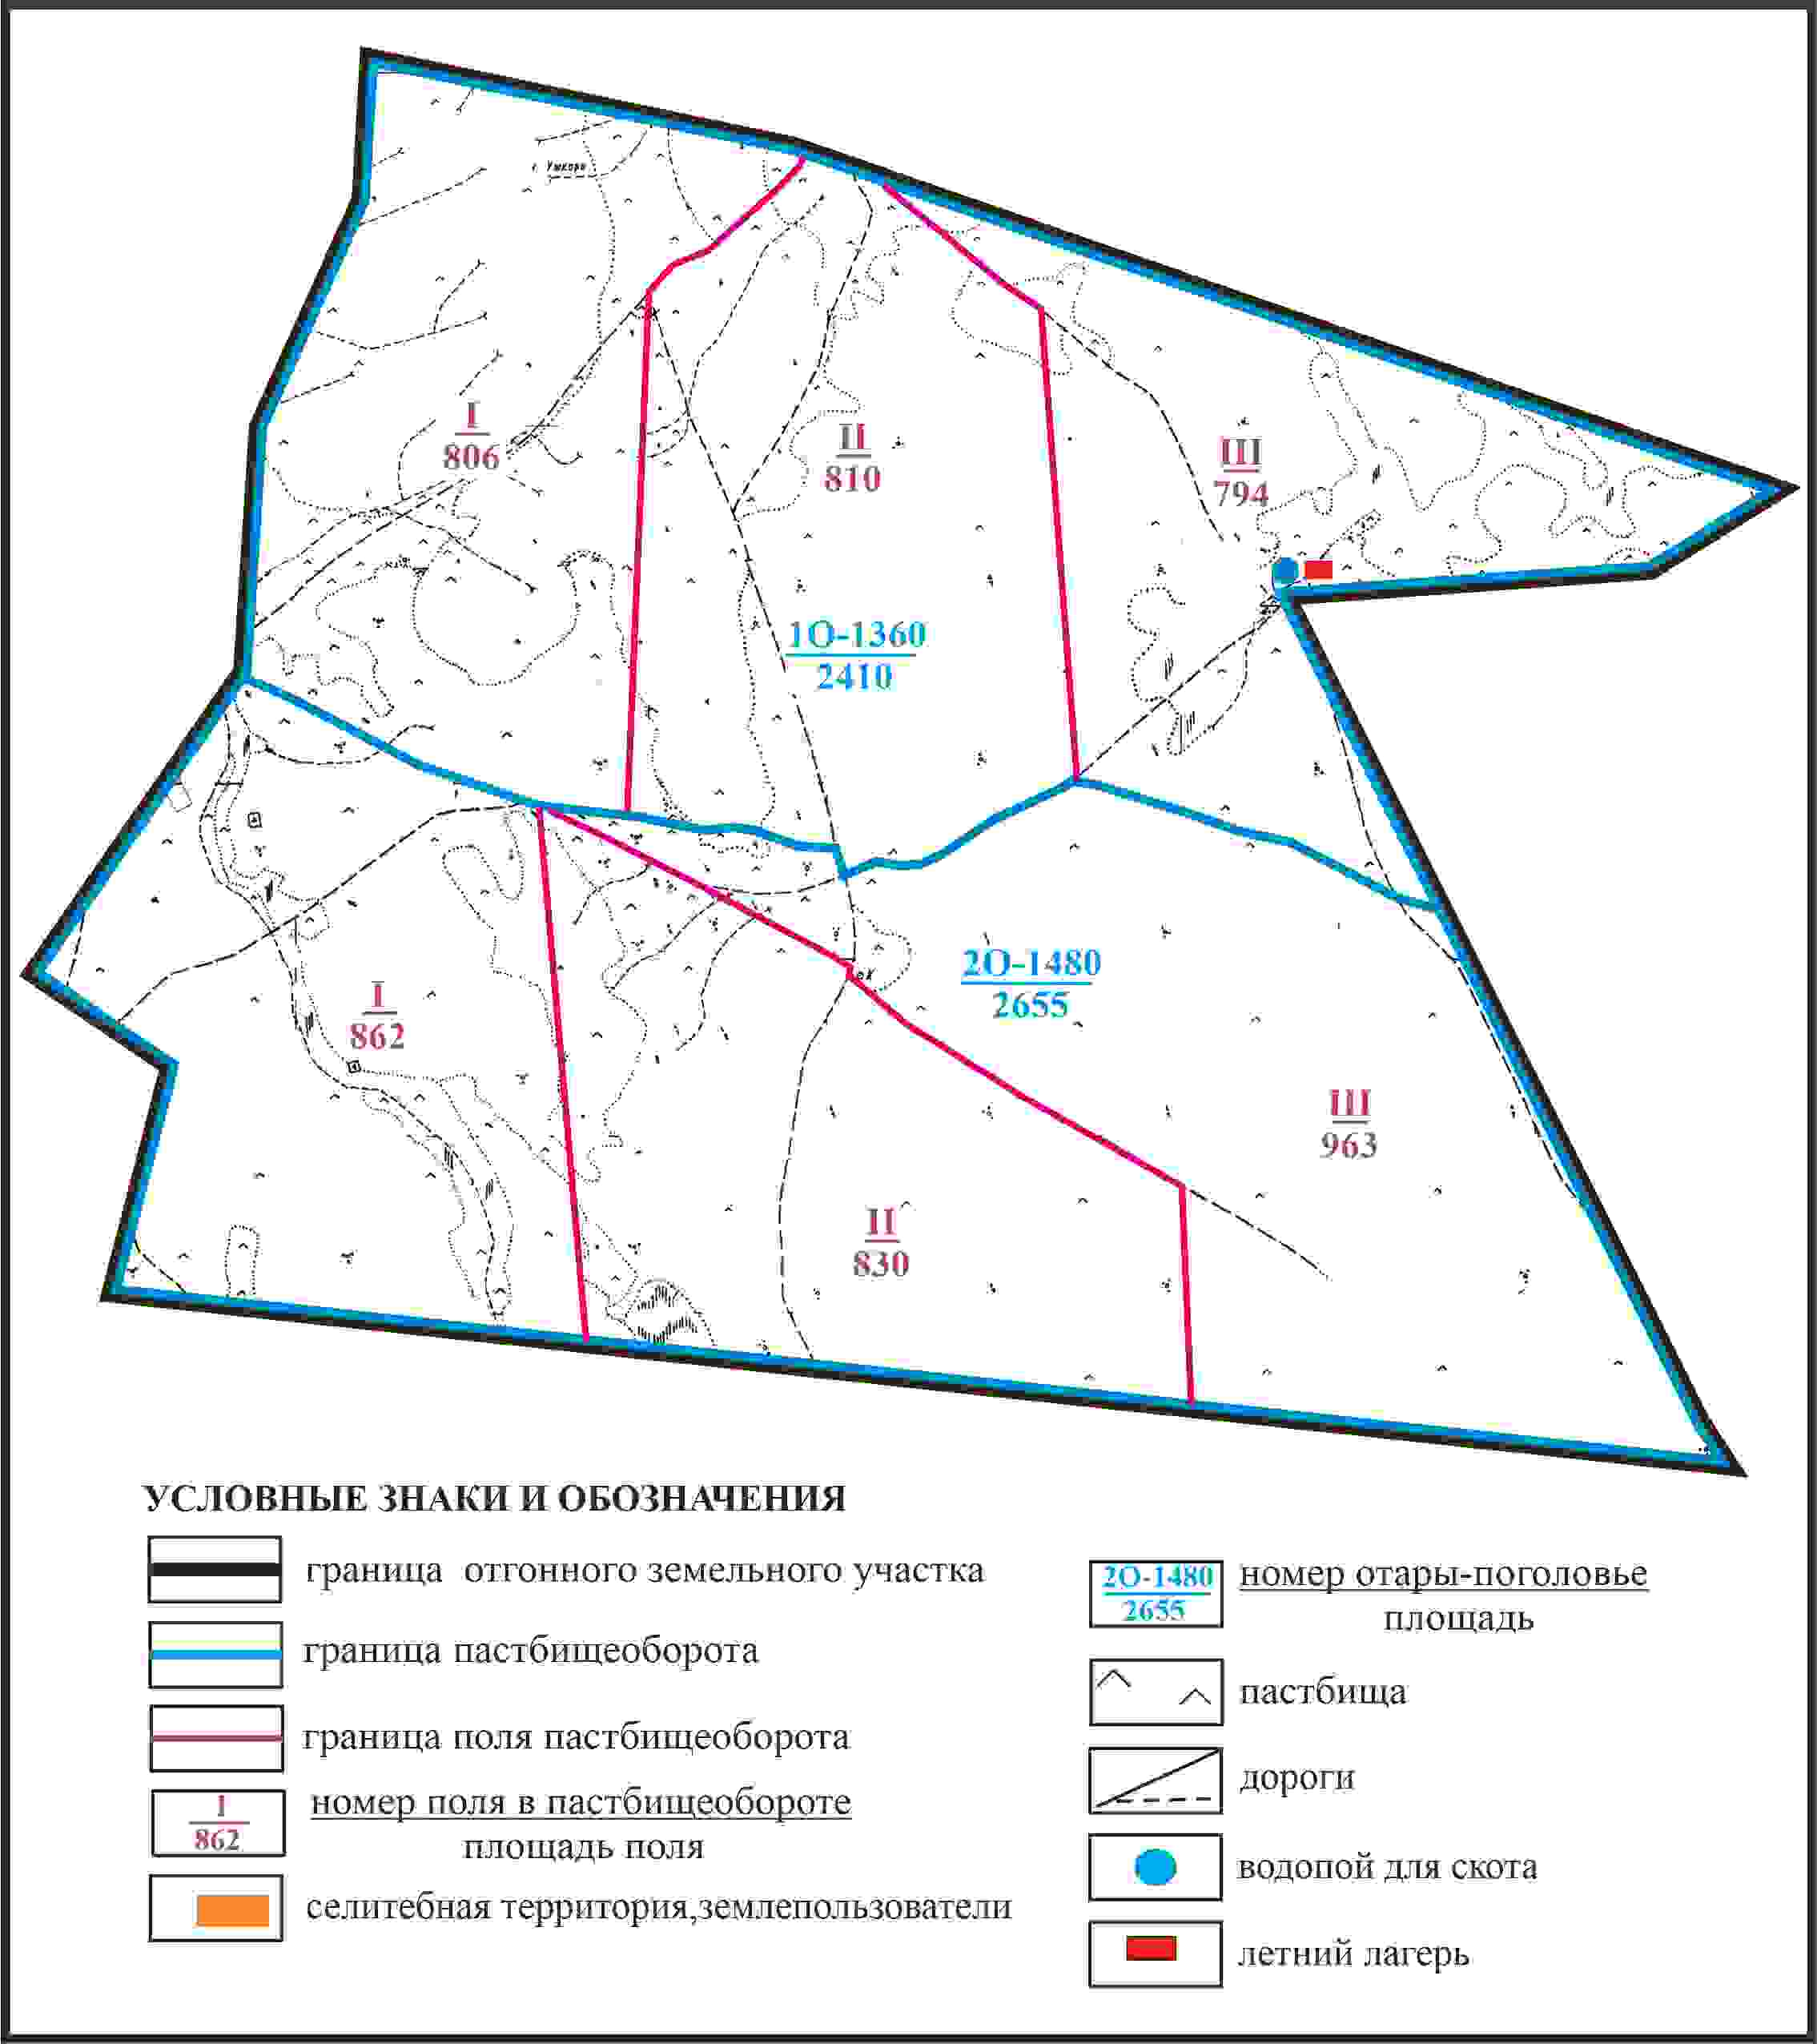 г. Ушкора
I
806
II
810
III
794
1О-1360
2410
2О-1480
2655
I
862
К
III
963
II
830
УСЛОВНЫЕ ЗНАКИ И ОБОЗНАЧЕНИЯ
граница отгонного земельного участка
граница пастбищеоборота
граница поля пастбищеоборота
I
862
номер поля в пастбищеобороте
площадь поля
селитебная территория,землепользователи
2О-1480
2655
номер отары-поголовье
площадь
пастбища
дороги
водопой для скота
летний лагерь